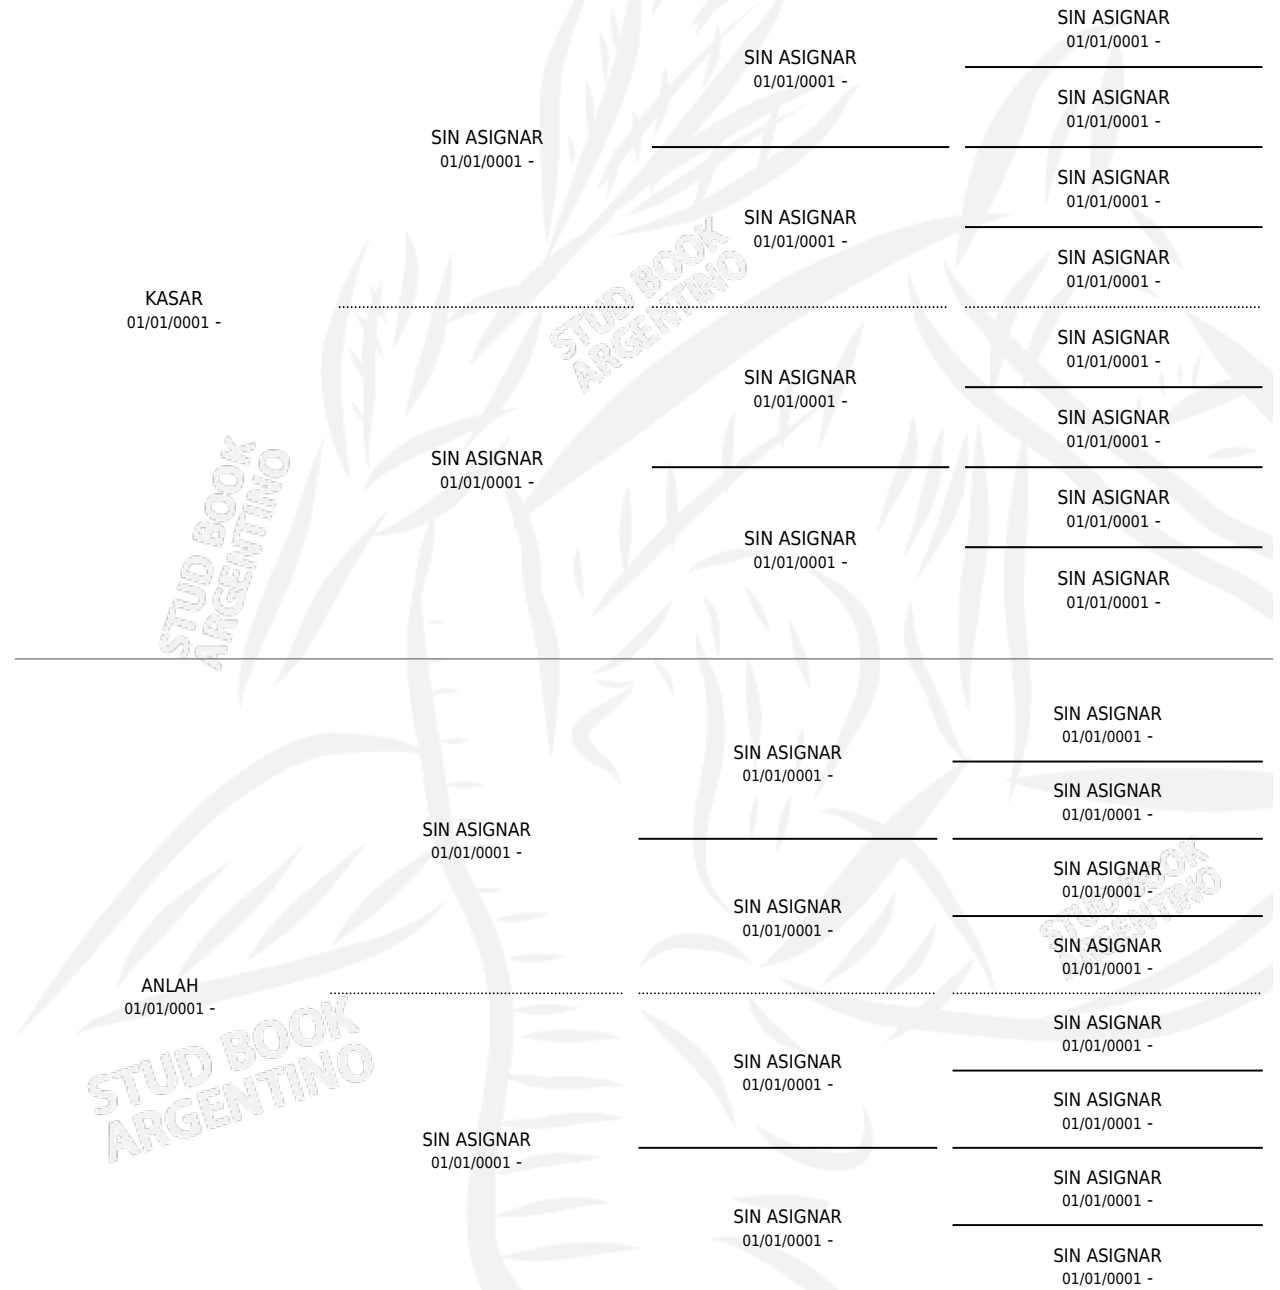 SIN ASIGNAR
01/01/0001 -
SIN ASIGNAR
01/01/0001 -
SIN ASIGNAR
01/01/0001 -
SIN ASIGNAR
01/01/0001 -
SIN ASIGNAR
01/01/0001 -
SIN ASIGNAR
01/01/0001 -
SIN ASIGNAR
01/01/0001 -
STUD BOOK
ARGENTINO
KASAR
01/01/0001 -
SIN ASIGNAR
01/01/0001 -
SIN ASIGNAR
01/01/0001 -
SIN ASIGNAR
01/01/0001 -
SIN ASIGNAR
01/01/0001 -
STUD BOOK
ARGENTINO
SIN ASIGNAR
01/01/0001 -
SIN ASIGNAR
01/01/0001 -
SIN ASIGNAR
01/01/0001 -
SIN ASIGNAR
01/01/0001 -
SIN ASIGNAR
01/01/0001 -
SIN ASIGNAR
01/01/0001 -
SIN ASIGNAR
01/01/0001 -
SIN ASIGNAR
01/01/0001 -
SIN ASIGNAR
01/01/0001 -
STUD BOOK
ARGENTINO
SIN ASIGNAR
01/01/0001 -
SIN ASIGNAR
01/01/0001 -
ANLAH
01/01/0001 -
STUD BOOK
ARGENTINO
SIN ASIGNAR
01/01/0001 -
SIN ASIGNAR
01/01/0001 -
SIN ASIGNAR
01/01/0001 -
SIN ASIGNAR
01/01/0001 -
SIN ASIGNAR
01/01/0001 -
SIN ASIGNAR
01/01/0001 -
SIN ASIGNAR
01/01/0001 -